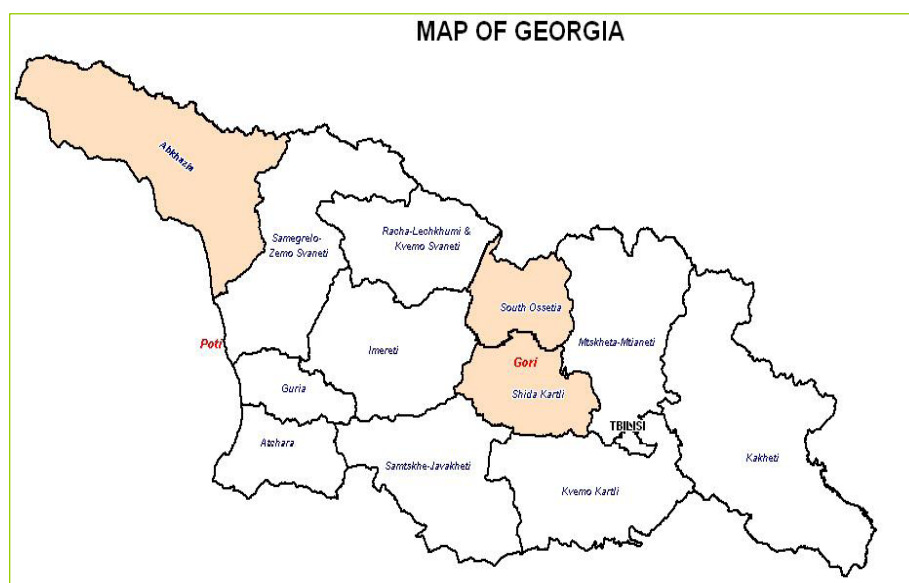 MAP OF GEORGIA
Abkhazia
Samegrelo-
Zemo Svaneti
Racha-Lechkhumi &
Kvemo Svaneti
South Ossetia
Poti
Imereti
Mtskheta-Mtianeti
Gori
Guria
Shida Kartli
TBILISI
Atchara
Samtskhe-Javakheti
Kakheti
Kvemo Kartli